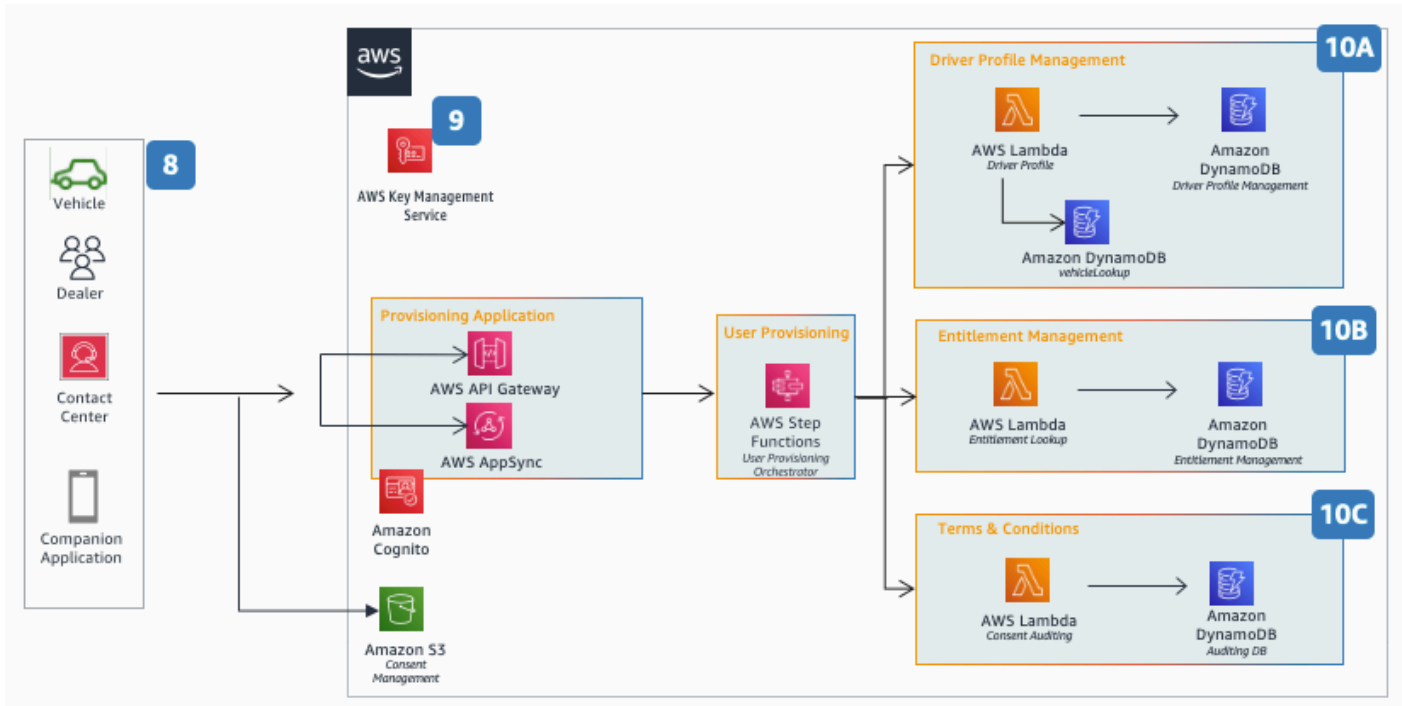 8
Vehicle
Dealer
Contact
Center
Companion
Application
aws
9
AWS Key Management
Service
Provisioning Application
AWS API Gateway
AWS AppSync
Amazon
Cognito
Amazon S3
Consent
Management
User Provisioning
AWS Step
Functions
User Provisioning
Orchestrator
10A
Driver Profile Management
AWS Lambda
Driver Profile
Amazon
DynamoDB
Driver Profile Management
Amazon DynamoDB
vehicleLookup
10B
Entitlement Management
AWS Lambda
Entitlement Lookup
Amazon
DynamoDB
Entitlement Management
10C
Terms & Conditions
AWS Lambda
Consent Auditing
Amazon
DynamoDB
Auditing DB